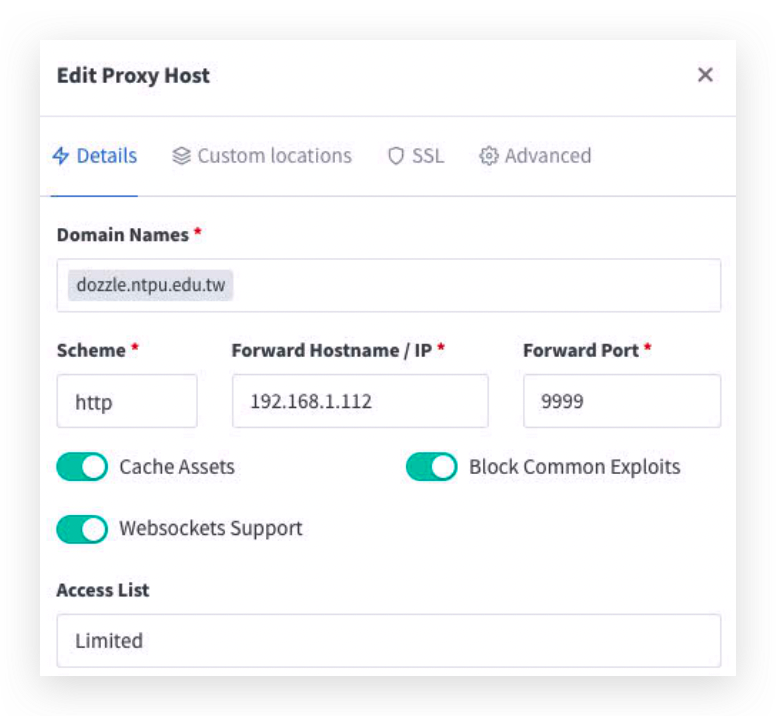 Edit Proxy Host
Details Custom locations SSL Advanced
Domain Names *
dozzle.ntpu.edu.tw
Scheme * Forward Hostname / IP * Forward Port *
http 192.168.1.112 9999
Cache Assets Block Common Exploits
Websockets Support
Access List
Limited